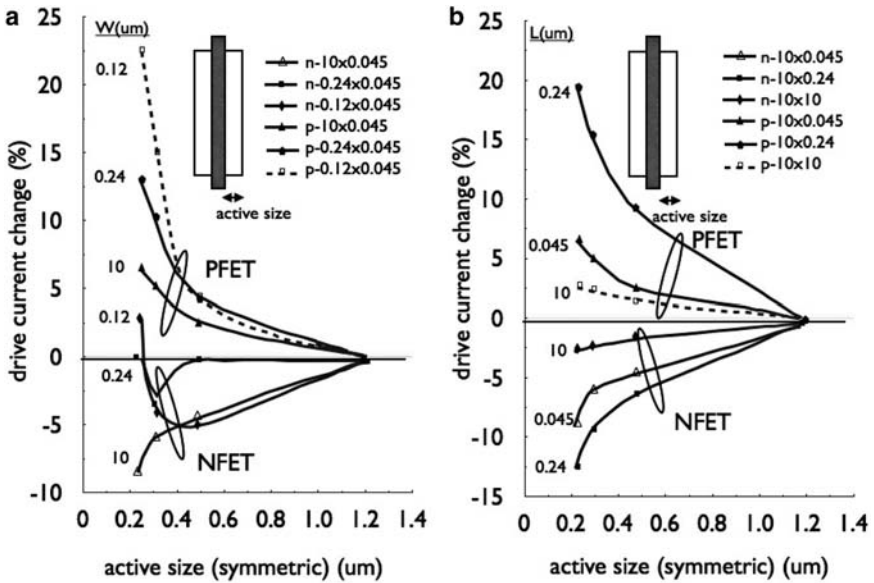 a
W(um)
25
20
15
10
5
0
-5
-10
drive current change (%)
0.12
0.24
10
0.12
0.24
10
n-10x0.045
n-0.24x0.045
n-0.12x0.045
p-10x0.045
p-0.24x0.045
p-0.12x0.045
active size
PFET
NFET
0 0.2 0.4 0.6 0.8 1.0 1.2 1.4
active size (symmetric) (um)
b
L(um)
25
20
15
10
5
0
-5
-10
-15
drive current change (%)
0.24
0.045
10
10
0.045
0.24
n-10x0.045
n-10x0.24
n-10x10
p-10x0.045
p-10x0.24
p-10x10
active size
PFET
NFET
0 0.2 0.4 0.6 0.8 1.0 1.2 1.4
active size (symmetric) (um)